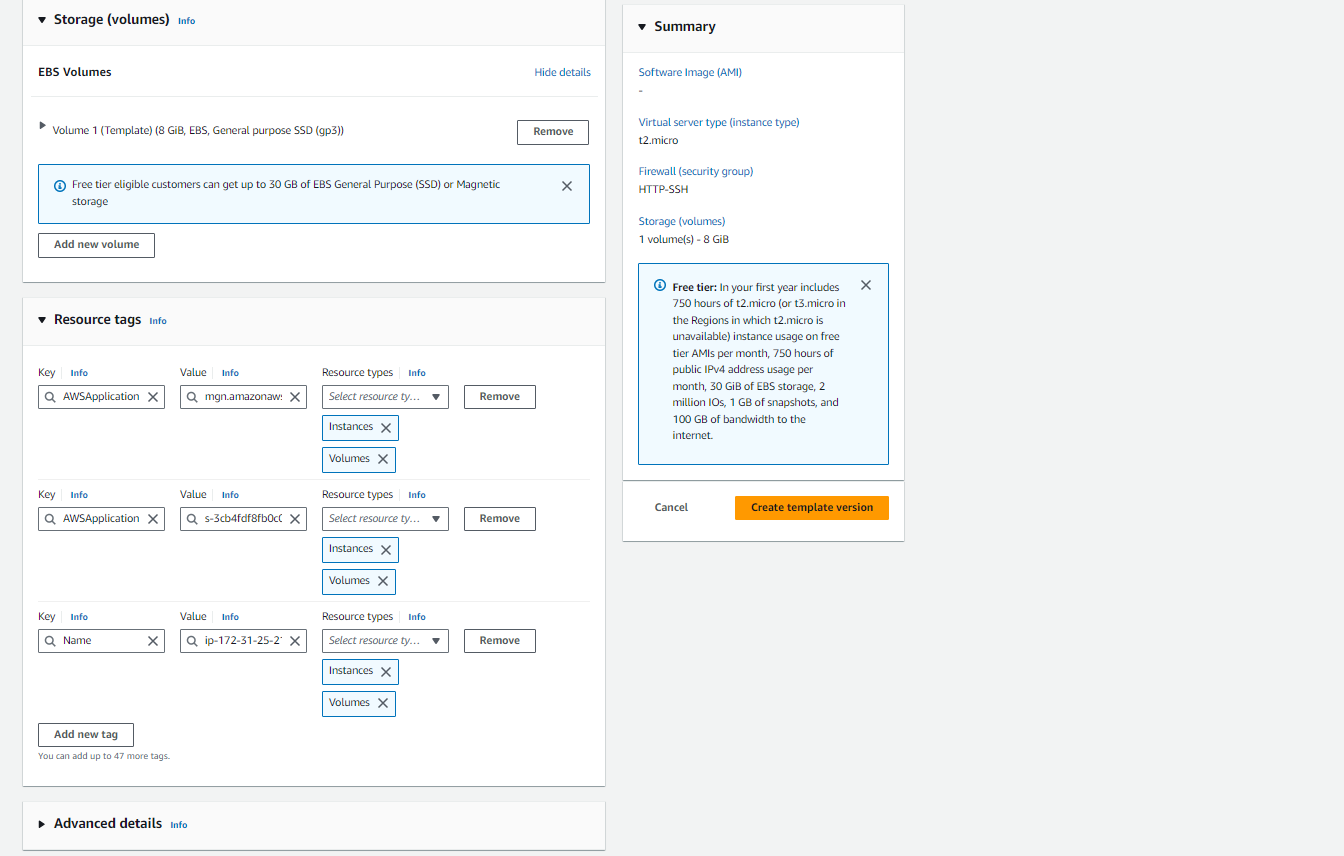 Storage (volumes) Info
EBS Volumes
Hide details
Volume 1 (Template) (8 GiB, EBS, General purpose SSD (gp3))
Remove
Free tier eligible customers can get up to 30 GB of EBS General Purpose (SSD) or Magnetic
storage
Add new volume
Resource tags Info
Key Info Value Info Resource types Info
AWSApplication mgn.amazonaws Select resource ty... Remove
Instances
Volumes
Key Info Value Info Resource types Info
AWSApplication s-3cb4fdf8fb0c0 Select resource ty... Remove
Instances
Volumes
Key Info Value Info Resource types Info
Name ip-172-31-25-21 Select resource ty... Remove
Instances
Volumes
Add new tag
You can add up to 47 more tags.
Advanced details Info
Summary
Software Image (AMI)
-
Virtual server type (instance type)
t2.micro
Firewall (security group)
HTTP-SSH
Storage (volumes)
1 volume(s) - 8 GiB
Free tier: In your first year includes
750 hours of t2.micro (or t3.micro in
the Regions in which t2.micro is
unavailable) instance usage on free
tier AMIs per month, 750 hours of
public IPv4 address usage per
month, 30 GiB of EBS storage, 2
million IOs, 1 GB of snapshots, and
100 GB of bandwidth to the
internet.
Cancel
Create template version